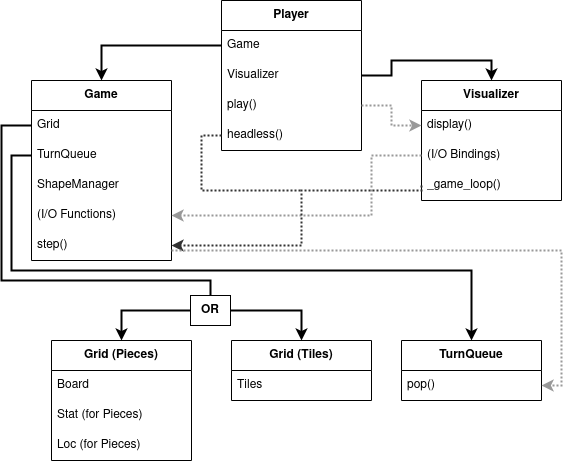 Player
Game
Visualizer
play()
headless()
Game
Grid
TurnQueue
ShapeManager
(I/O Functions)
step()
Visualizer
display()
(I/O Bindings)
_game_loop()
OR
Grid (Pieces)
Board
Stat (for Pieces)
Loc (for Pieces)
Grid (Tiles)
Tiles
TurnQueue
pop()